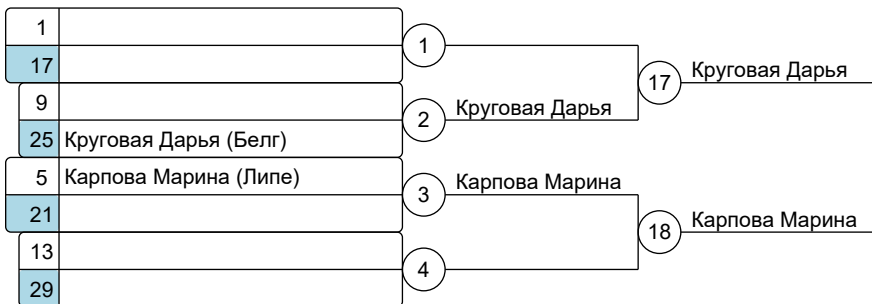 1
17
1
17 Круговая Дарья
9
2 Круговая Дарья
25 Круговая Дарья (Белг)
5 Карпова Марина (Липе)
3 Карпова Марина
21
18 Карпова Марина
13
4
29